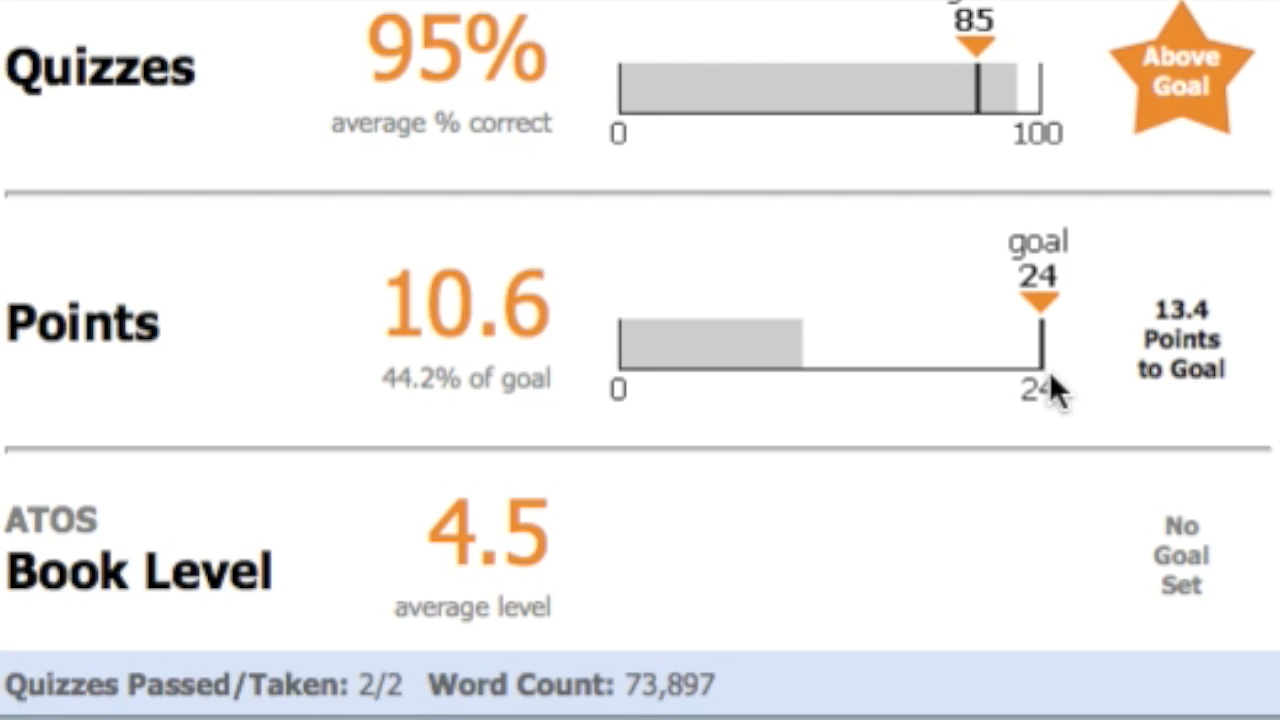 85
Quizzes
95%
average % correct
0
100
Above
Goal
goal
24
Points
10.6
44.2% of goal
0
24
13.4
Points
to Goal
ATOS
Book Level
4.5
average level
No
Goal
Set
Quizzes Passed/Taken: 2/2 Word Count: 73,897